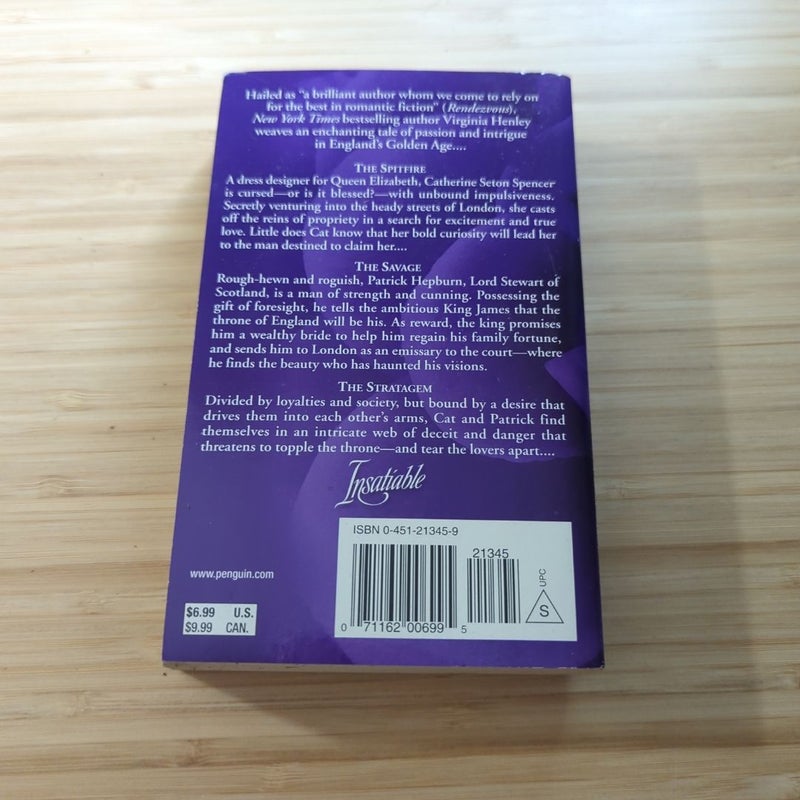 Hailed as "a brilliant author whom we come to rely on
for the best in romantic fiction" (Rendezvous),
New York Times bestselling author Virginia Henley
weaves an enchanting tale of passion and intrigue
in England's Golden Age....
THE SPITFIRE
A dress designer for Queen Elizabeth, Catherine Seton Spencer
is cursed—or is it blessed?—with unbound impulsiveness.
Secretly venturing into the heady streets of London, she casts
off the reins of propriety in a search for excitement and true
love. Little does Cat know that her bold curiosity will lead her
to the man destined to claim her....
THE SAVAGE
Rough-hewn and roguish, Patrick Hepburn, Lord Stewart of
Scotland, is a man of strength and cunning. Possessing the
gift of foresight, he tells the ambitious King James that the
throne of England will be his. As reward, the king promises
him a wealthy bride to help him regain his family fortune,
and sends him to London as an emissary to the court—where
he finds the beauty who has haunted his visions.
THE STRATAGEM
Divided by loyalties and society, but bound by a desire that
drives them into each other's arms, Cat and Patrick find
themselves in an intricate web of deceit and danger that
threatens to topple the throne—and tear the lovers apart....
Insatiable
ISBN 0-451-21345-9
21345
UPC
S
0 71162 00699 5
www.penguin.com
$6.99 U.S.
$9.99 CAN.